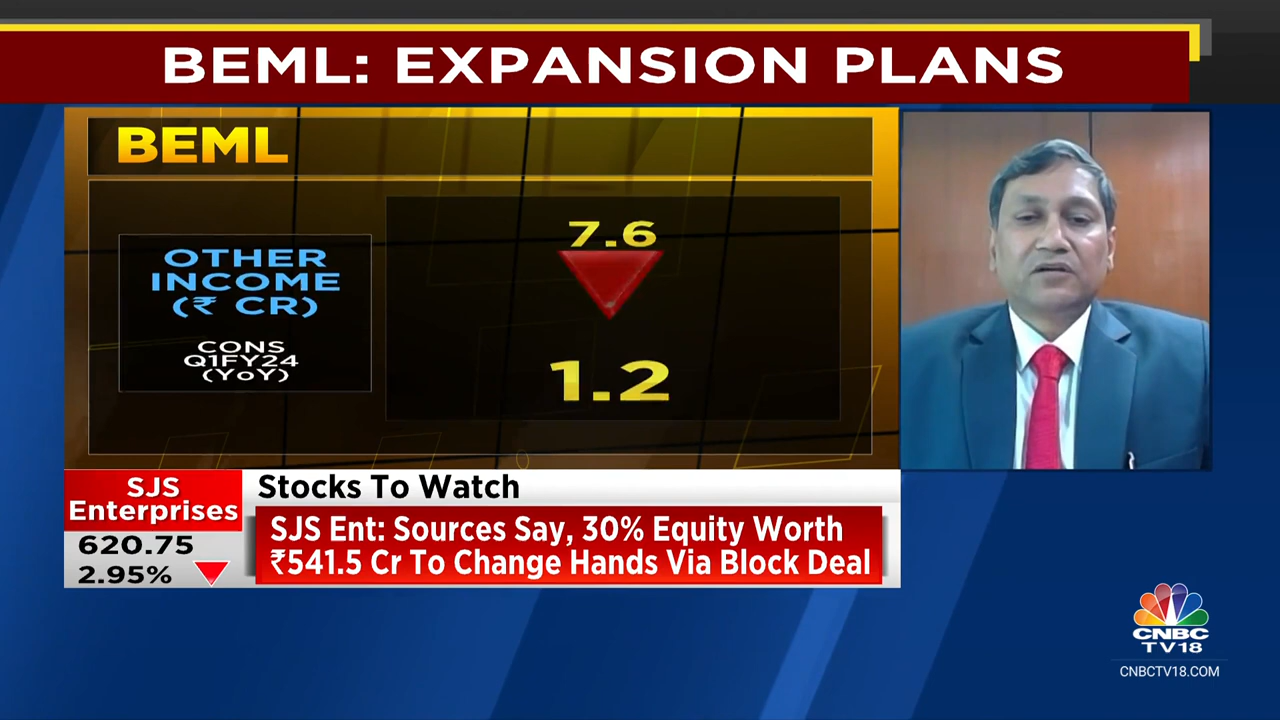 BEML: EXPANSION PLANS
BEML
OTHER
INCOME
(₹ CR)
CONS
Q1FY24
(YoY)
7.6
1.2
SJS
Enterprises
620.75
2.95%
Stocks To Watch
SJS Ent: Sources Say, 30% Equity Worth
₹541.5 Cr To Change Hands Via Block Deal
CNBC
TV18
CNBCTV18.COM